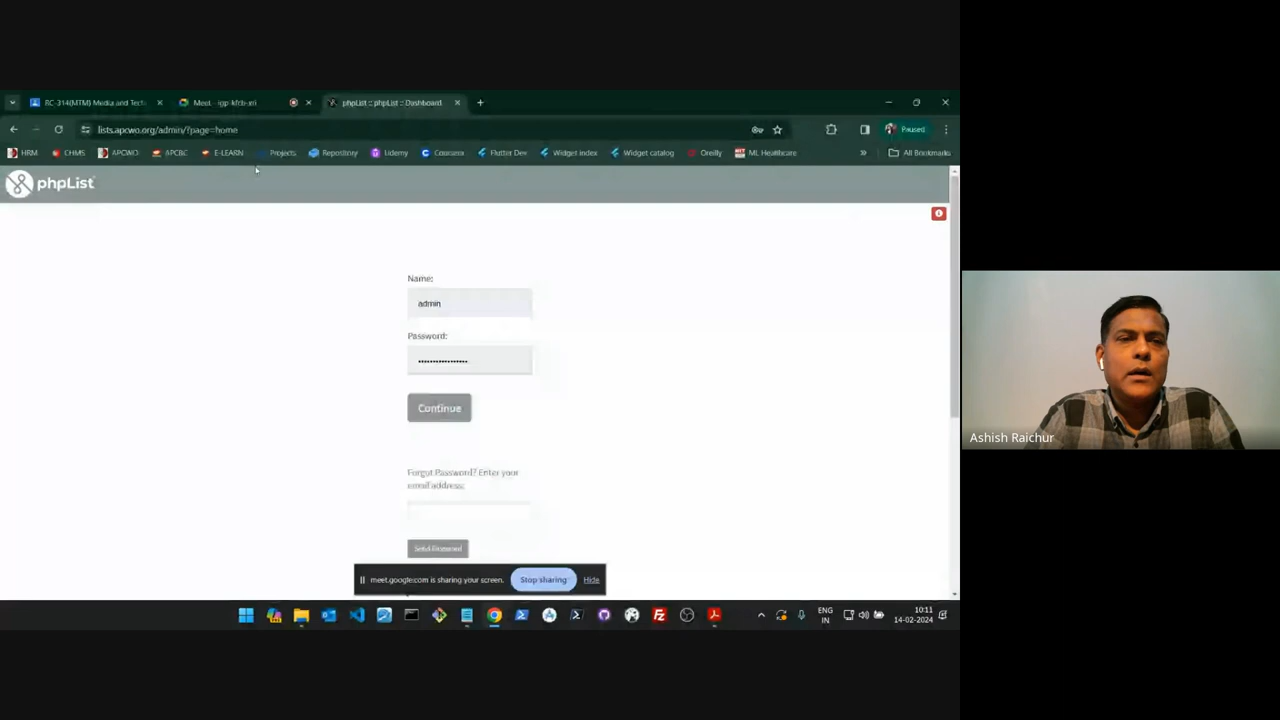 RC-314(MTM) Media and Tech
Meet - igp-kfrb-xri
phpList :: phpList :: Dashboard
lists.apcwo.org/admin/?page=home
Paused
HRM
CHMS
APCWO
APCBC
E-LEARN
Projects
Repository
Udemy
Coursera
Flutter Dev
Widget index
Widget catalog
Oreilly
ML Healthcare
»
All Bookmarks
phpList
Name:
admin
Password:
Continue
Forgot Password? Enter your
email address:
Send Password
meet.google.com is sharing your screen.
Stop sharing
Hide
ENG
IN
10:11
14-02-2024
Ashish Raichur